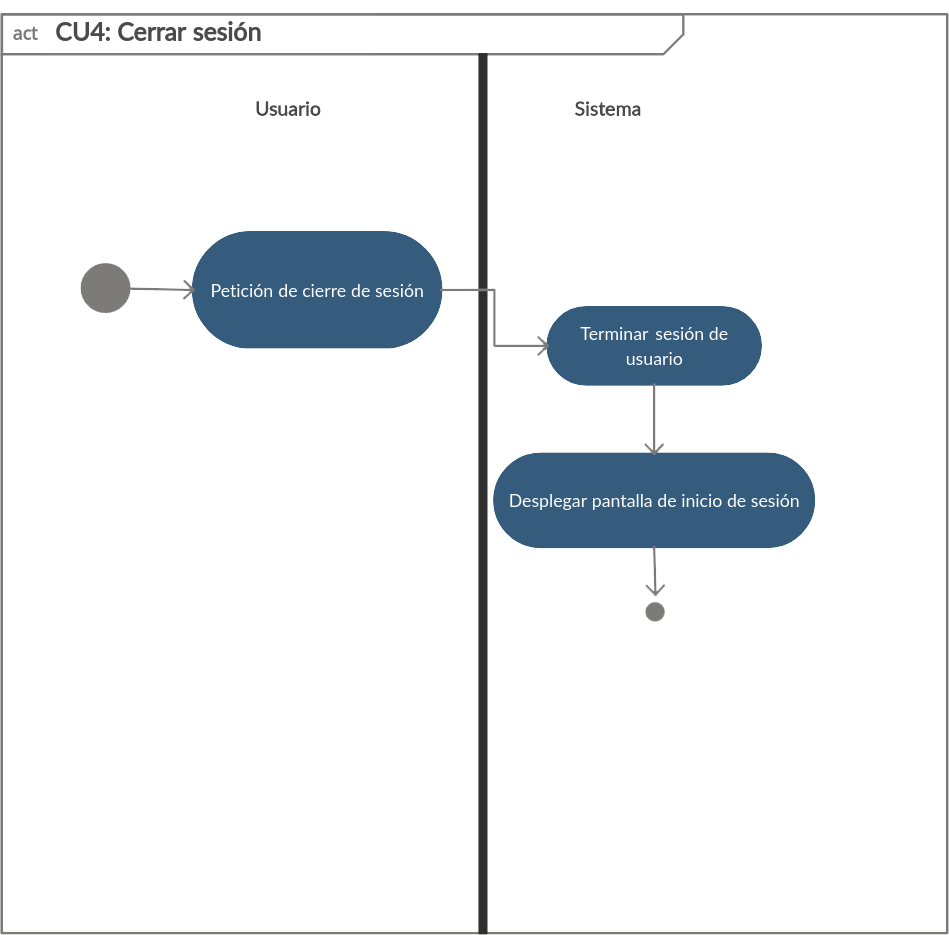 act CU4: Cerrar sesión
Usuario
Sistema
Petición de cierre de sesión
Terminar sesión de
usuario
Desplegar pantalla de inicio de sesión